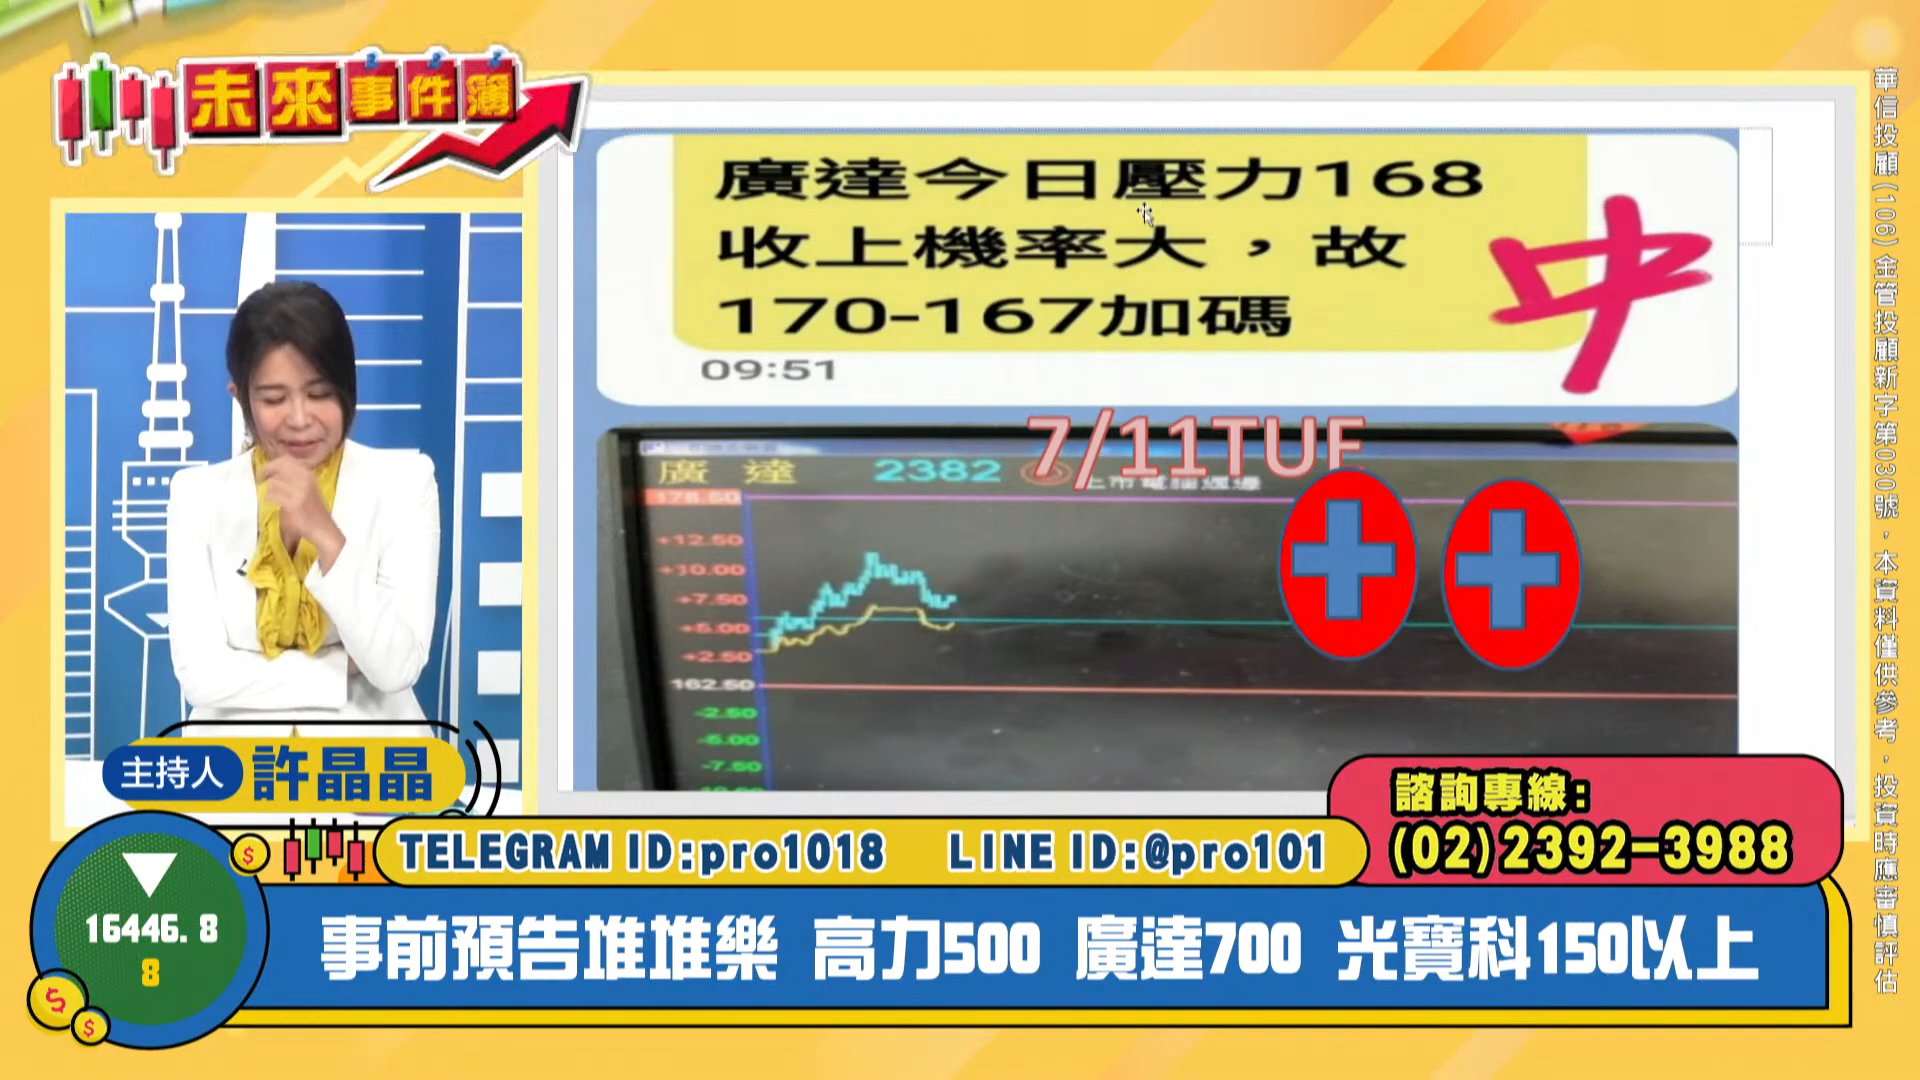 未來事件簿
廣達今日壓力168
收上機率大，故
170-167加碼
09:51
中
7/11TUE
廣達 2382
178.50
+12.50
+10.00
+7.50
+5.00
+2.50
162.50
-2.50
-5.00
-7.50
主持人 許晶晶
諮詢專線:
(02)2392-3988
TELEGRAM ID:pro1018 LINE ID:@pro101
16446.8
8
事前預告堆堆樂 高力500 廣達700 光寶科150以上
華信投顧(106)金管投顧新字第030號，本資料僅供參考，投資時應審慎評估